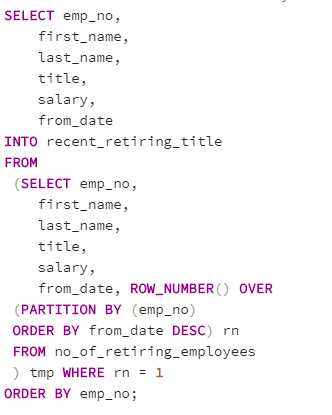 SELECT emp_no,
first_name,
last_name,
title,
salary,
from_date
INTO recent_retiring_title
FROM
(SELECT emp_no,
first_name,
last_name,
title,
salary,
from_date, ROW_NUMBER() OVER
(PARTITION BY (emp_no)
ORDER BY from_date DESC) rn
FROM no_of_retiring_employees
) tmp WHERE rn = 1
ORDER BY emp_no;